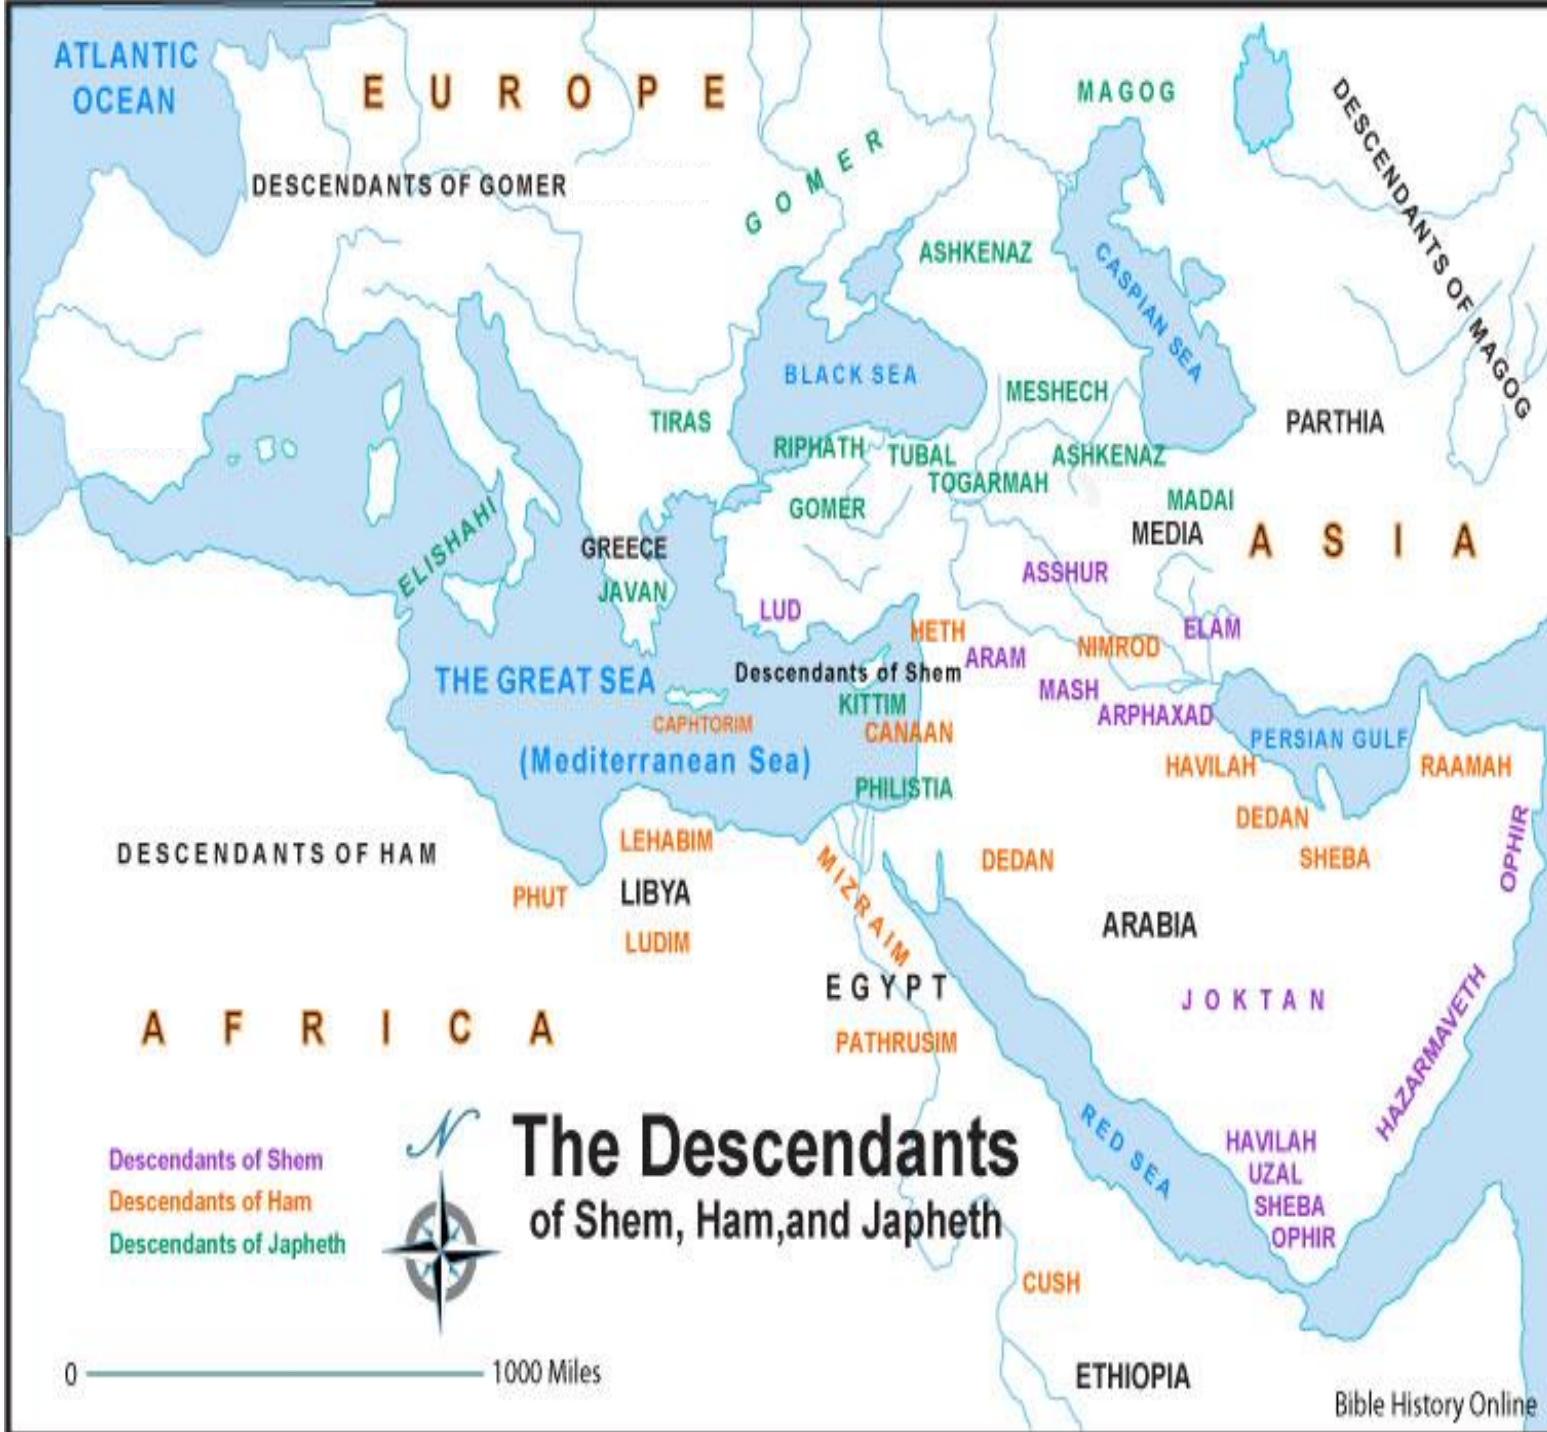 ATLANTIC
OCEAN
E U R O P E
MAGOG
DESCENDANTS OF MAGOG
DESCENDANTS OF GOMER
GOMER
ASHKENAZ
CASPIAN SEA
BLACK SEA
MESHECH
TIRAS
PARTHIA
RIPHATH
TUBAL
ASHKENAZ
TOGARMAH
GOMER
MADAI
MEDIA
A S I A
ELISHAHI
GREECE
JAVAN
ASSHUR
LUD
HETH
ELAM
NIMROD
ARAM
Descendants of Shem
THE GREAT SEA
MASH
KITTIM
ARPHAXAD
CAPHTORIM
CANAAN
PERSIAN GULF
(Mediterranean Sea)
HAVILAH
RAAMAH
PHILISTIA
DEDAN
OPHIR
LEHABIM
DESCENDANTS OF HAM
MIZRAIM
DEDAN
SHEBA
PHUT
LIBYA
ARABIA
LUDIM
EGYPT
JOKTAN
A F R I C A
PATHRUSIM
HAZARMAVETH
N
The Descendants
of Shem, Ham,and Japheth
RED SEA
HAVILAH
UZAL
SHEBA
OPHIR
Descendants of Shem
Descendants of Ham
Descendants of Japheth
CUSH
0
1000 Miles
ETHIOPIA
Bible History Online